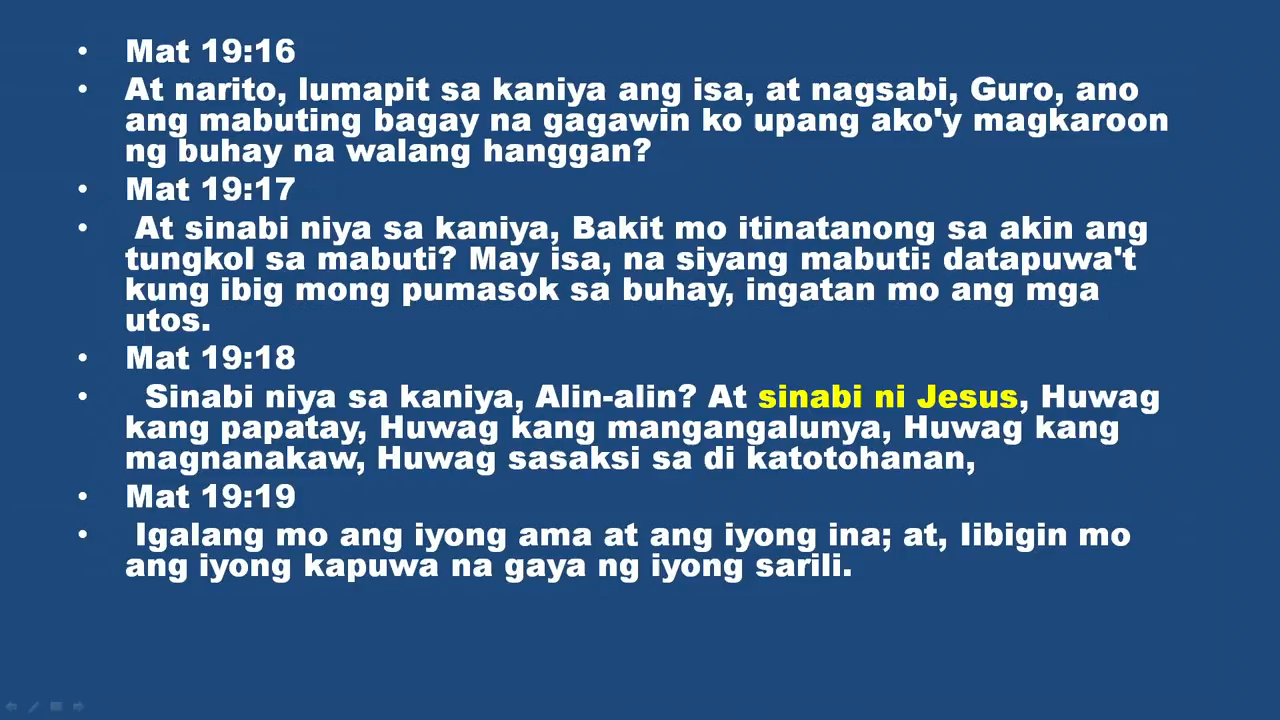 • Mat 19:16
• At narito, lumapit sa kaniya ang isa, at nagsabi, Guro, ano
ang mabuting bagay na gagawin ko upang ako'y magkaroon
ng buhay na walang hanggan?
• Mat 19:17
• At sinabi niya sa kaniya, Bakit mo itinatanong sa akin ang
tungkol sa mabuti? May isa, na siyang mabuti: datapuwa't
kung ibig mong pumasok sa buhay, ingatan mo ang mga
utos.
• Mat 19:18
• Sinabi niya sa kaniya, Alin-alin? At sinabi ni Jesus, Huwag
kang papatay, Huwag kang mangangalunya, Huwag kang
magnanakaw, Huwag sasaksi sa di katotohanan,
• Mat 19:19
• Igalang mo ang iyong ama at ang iyong ina; at, Iibigin mo
ang iyong kapuwa na gaya ng iyong sarili.